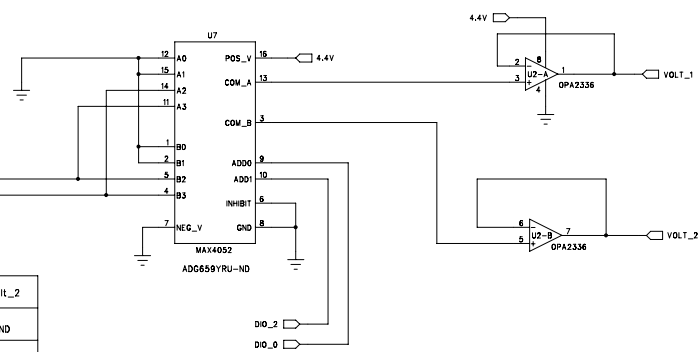 4.4V
U7
12 A0 POS_V 16 4.4V
15 A1
14 A2 COM_A 13
11 A3
2 - 8 U2-A 1 VOLT_1
3 + 4 OPA2336
COM_B 3
1 B0
2 B1 ADD0 9
5 B2 ADD1 10
4 B3
INHIBIT 6
7 NEG_V GND 8
6 - U2-B 7 VOLT_2
5 + OPA2336
MAX4052
ADG659YRU-ND
lt_2
ND
DIO_2
DIO_0